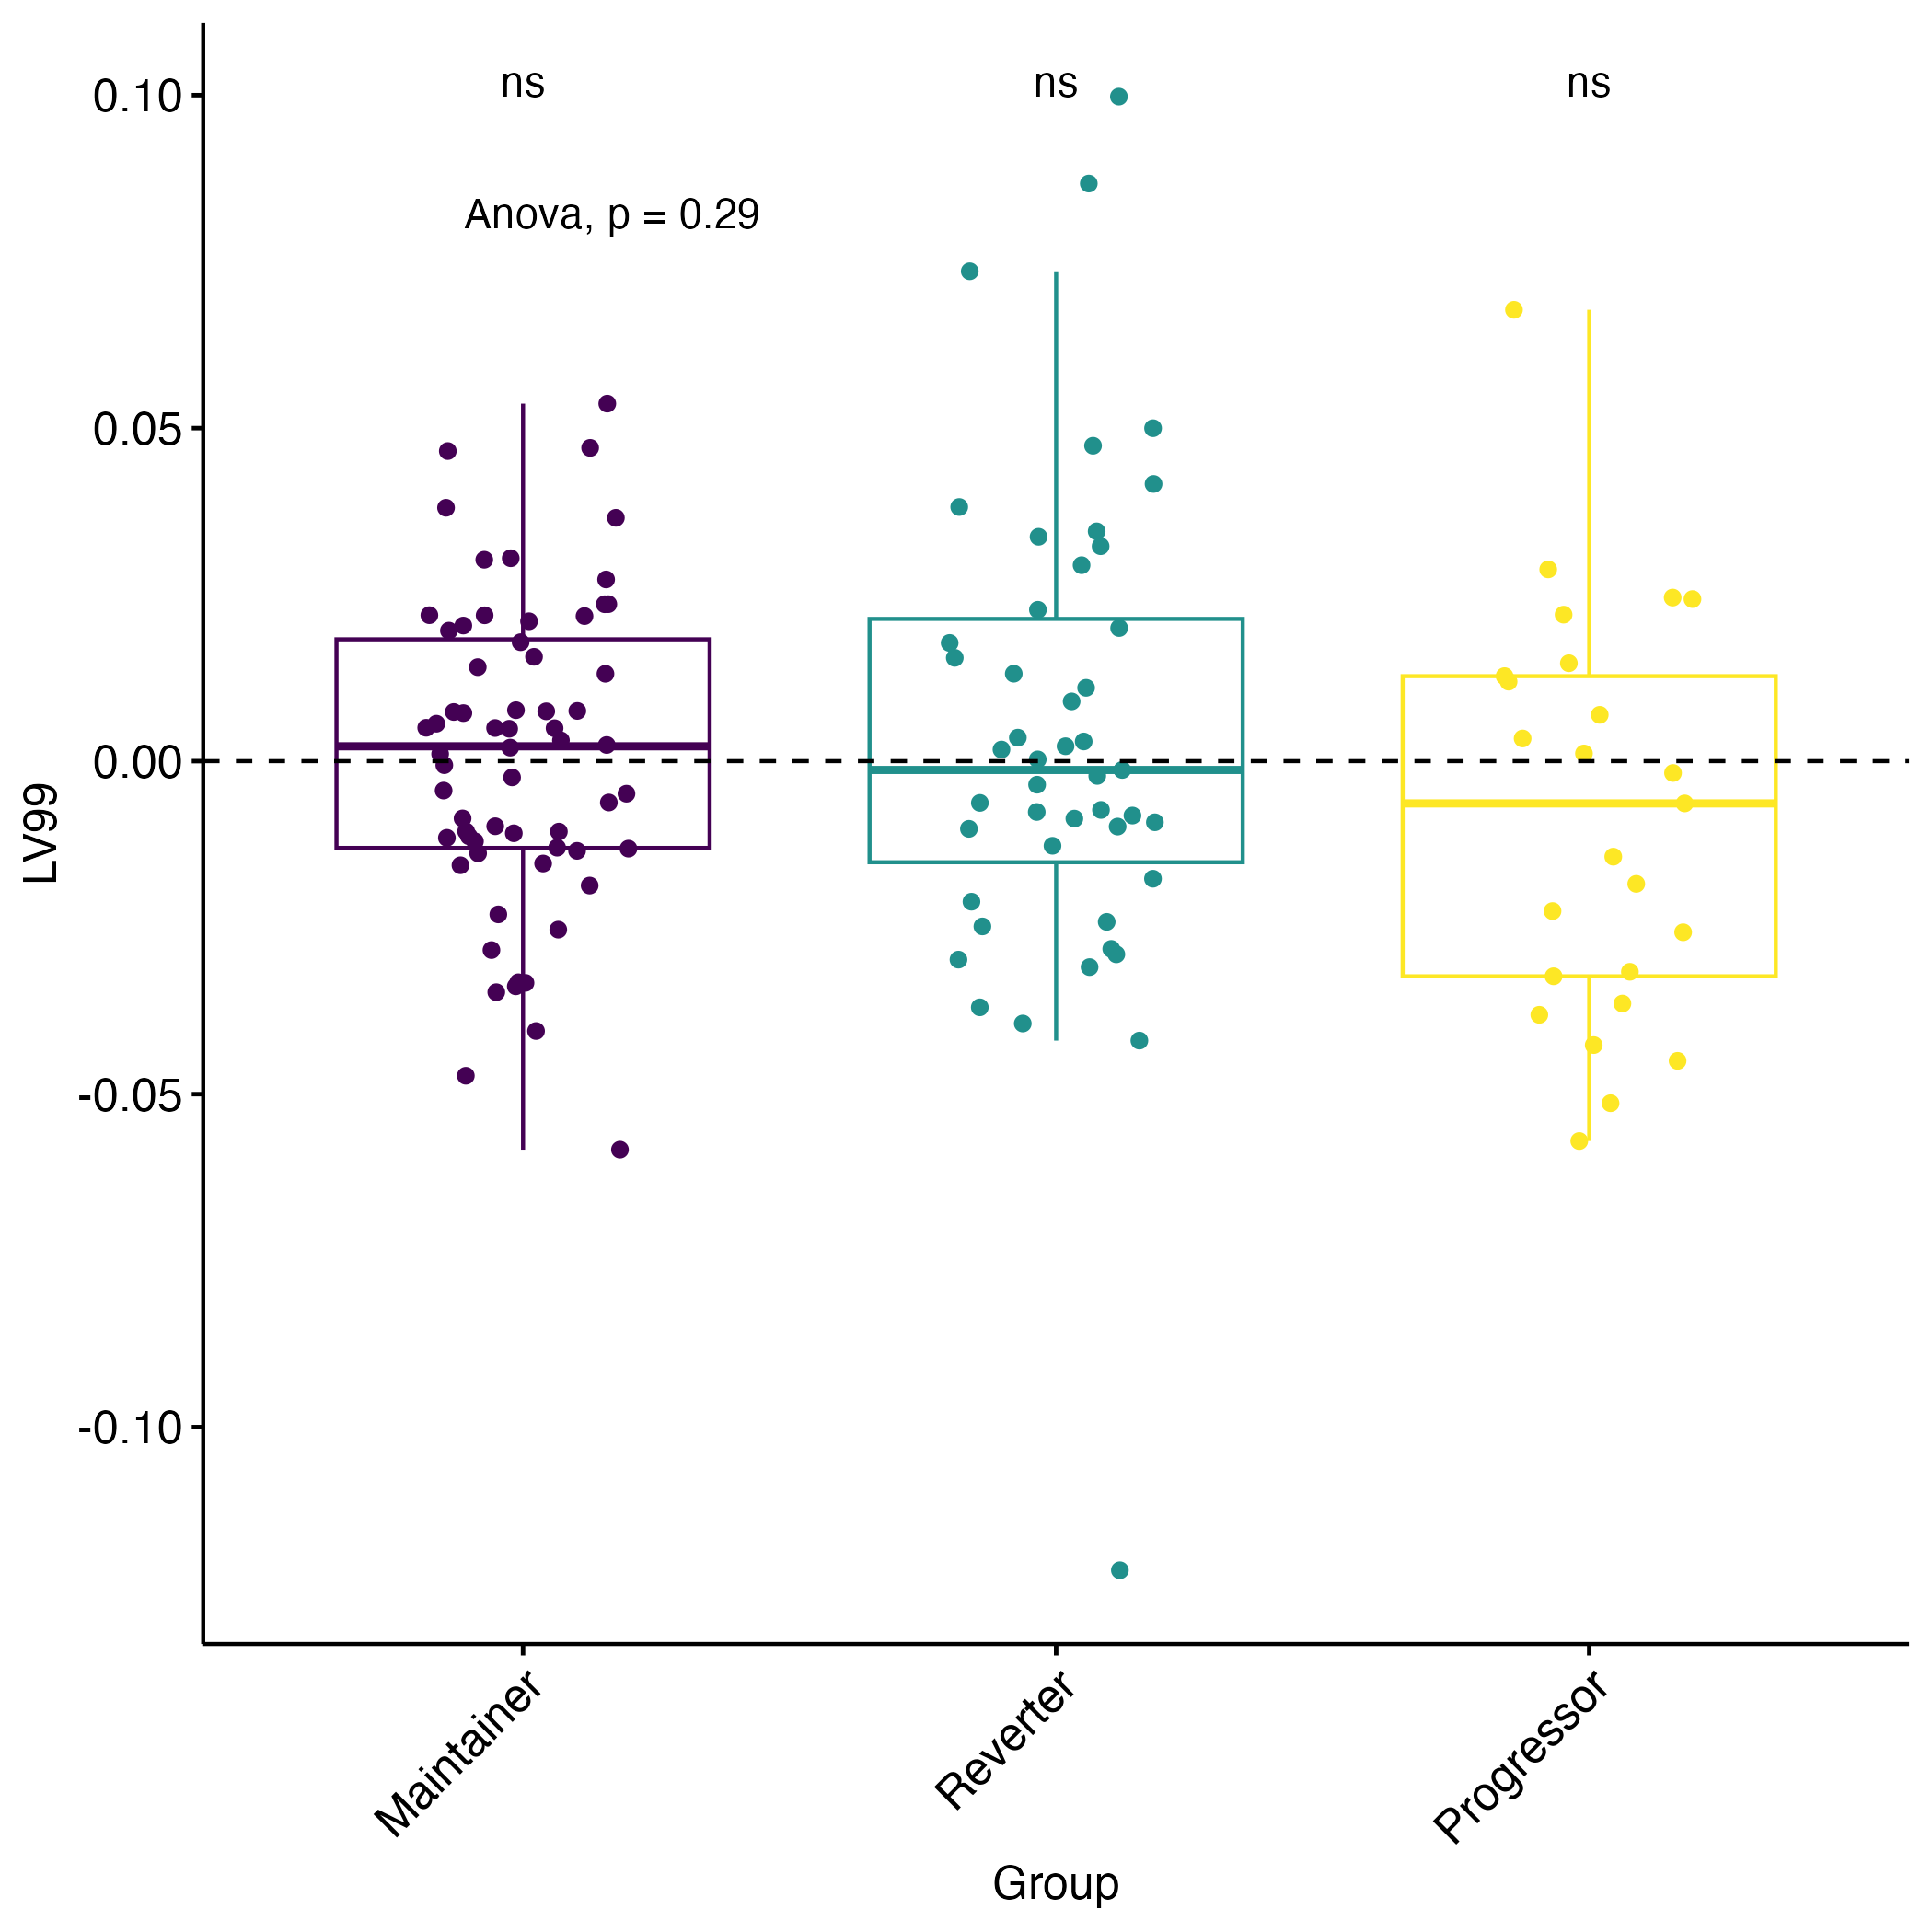 ns ns ns
Anova, p = 0.29
0.10
0.05
0.00
-0.05
-0.10
LV99
Maintainer
Reverter
Progressor
Group